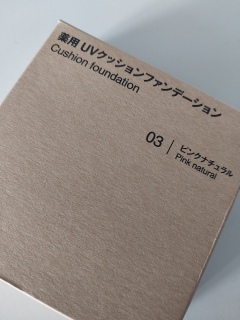 薬用 UVクッションファンデーション
Cushion foundation
03 | ピンクナチュラル
Pink natural